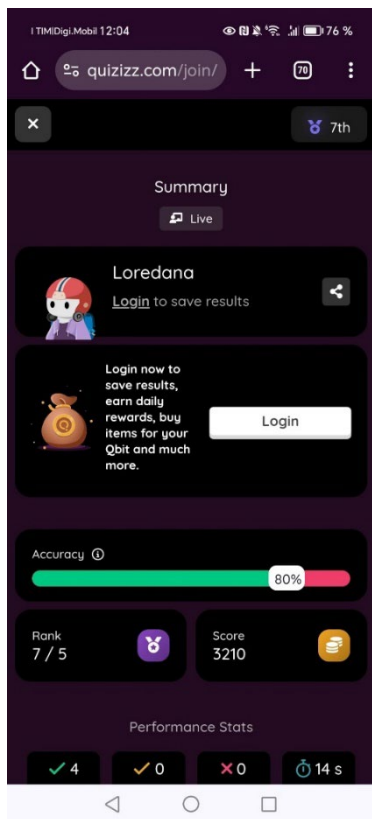 I TIM|Digi.Mobil 12:04 76 %
quizizz.com/join/ 70
7th
Summary
Live
Loredana
Login to save results
Login now to
save results,
earn daily
rewards, buy
items for your
Qbit and much
more.
Login
Accuracy
80%
Rank
7 / 5
Score
3210
Performance Stats
4 0 0 14 s